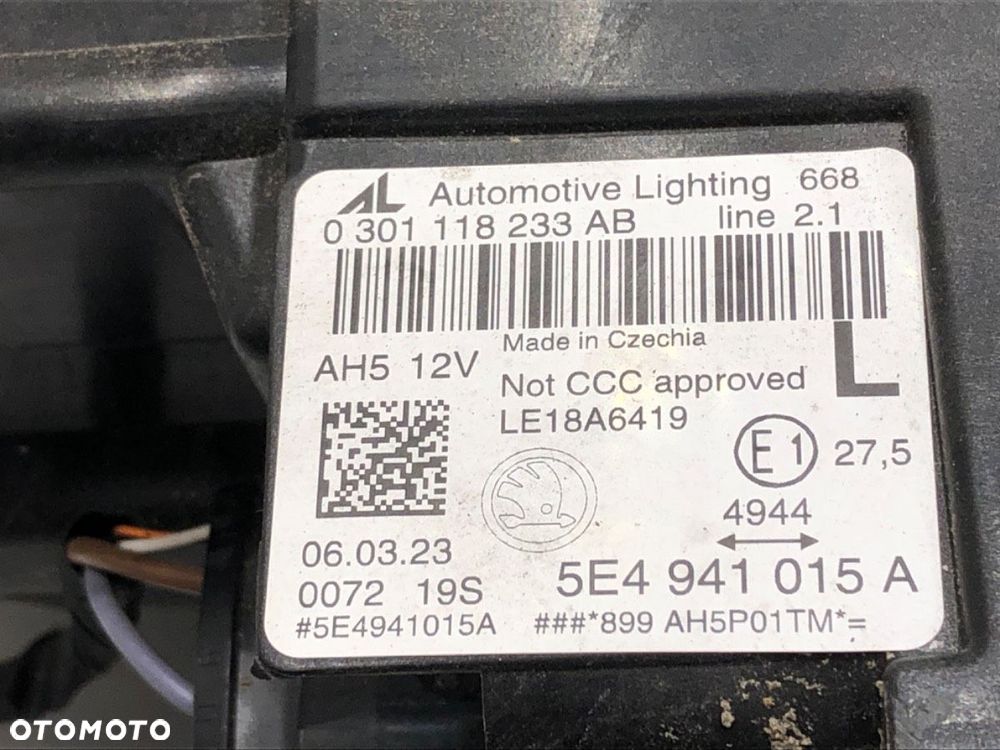 AL Automotive Lighting 668
0 301 118 233 AB line 2.1
Made in Czechia
AH5 12V
Not CCC approved
L
LE18A6419
E1 27,5
4944
06.03.23
5E4 941 015 A
0072 19S
#5E4941015A ###*899 AH5P01TM*=
OTOMOTO